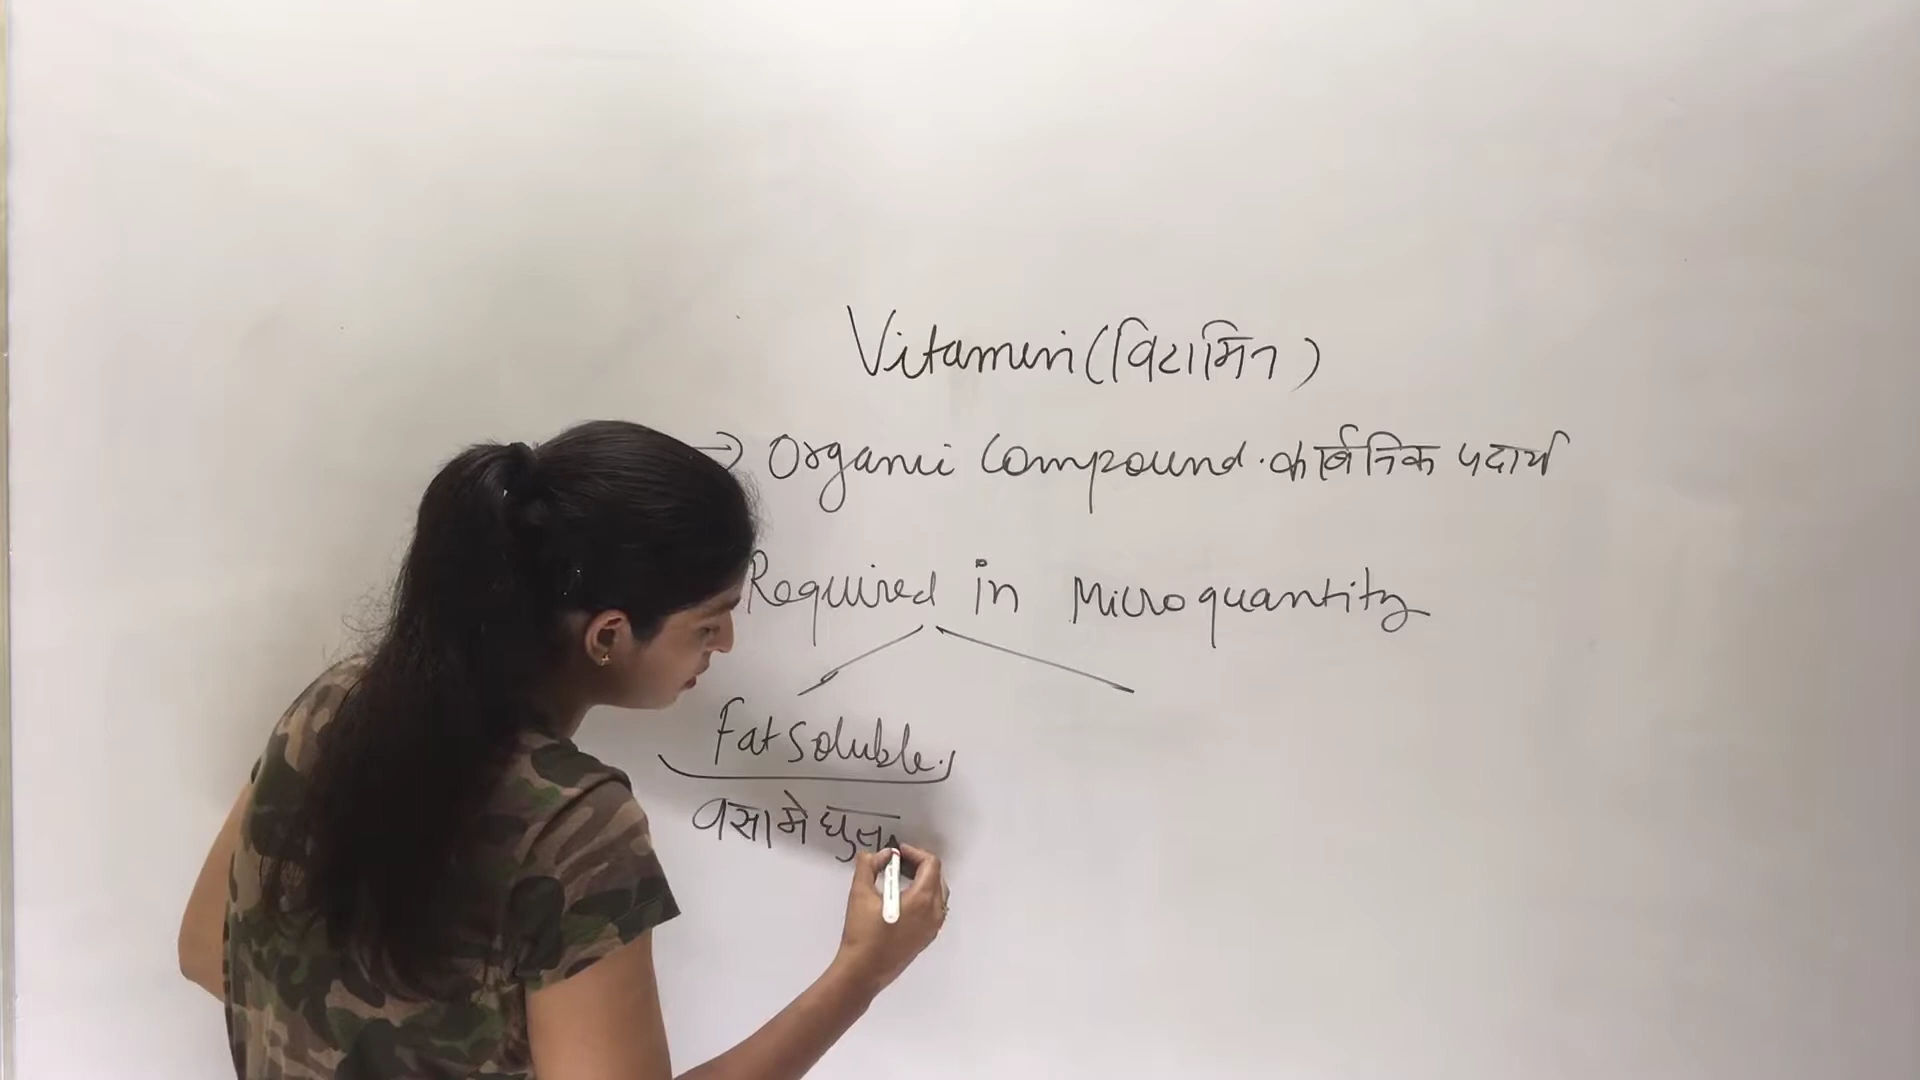 Vitamin (विटामिन)
→ Organic Compound. कार्बनिक पदार्थ
Required in Microquantity
Fat soluble.
वसा मे घुल